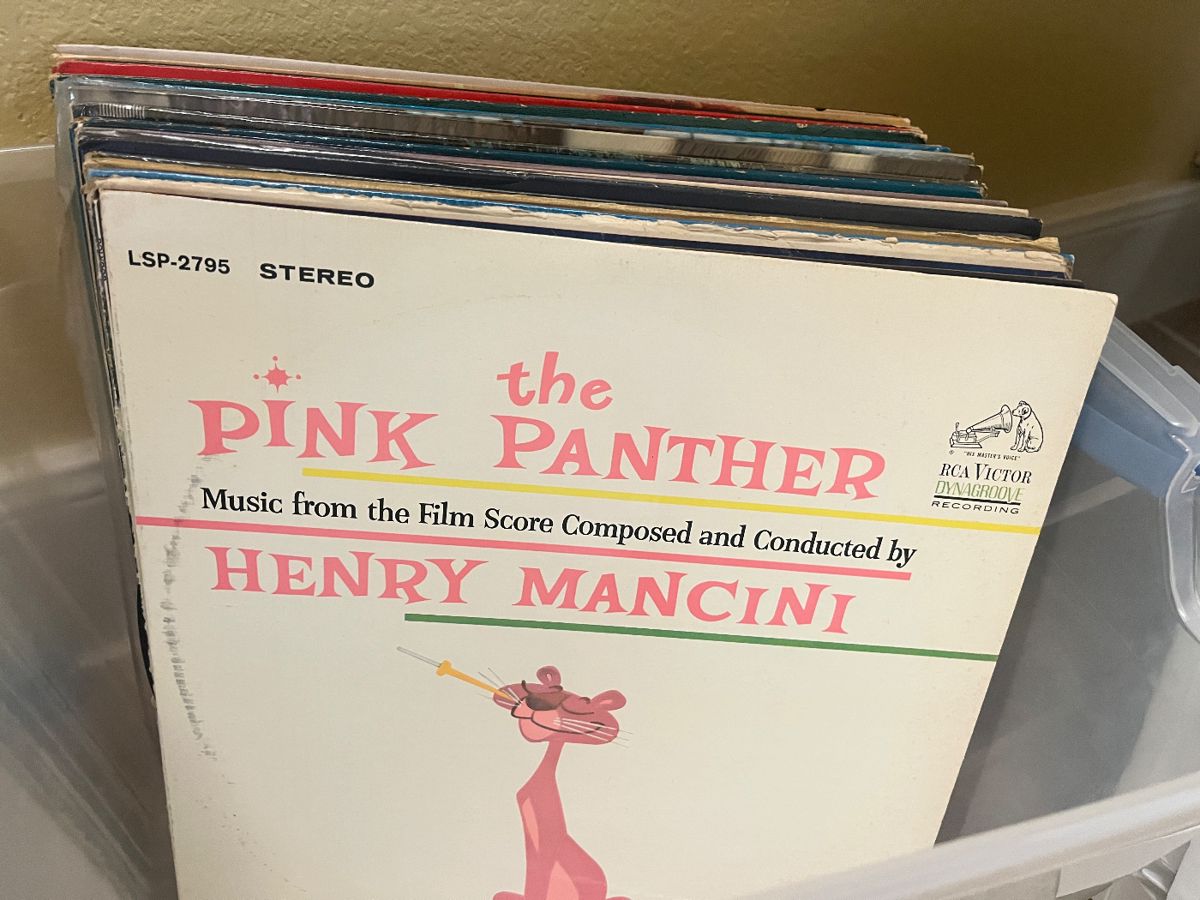 LSP-2795 STEREO
the
PINK PANTHER
"HIS MASTER'S VOICE"
RCA VICTOR
DYNAGROOVE
RECORDING
Music from the Film Score Composed and Conducted by
HENRY MANCINI